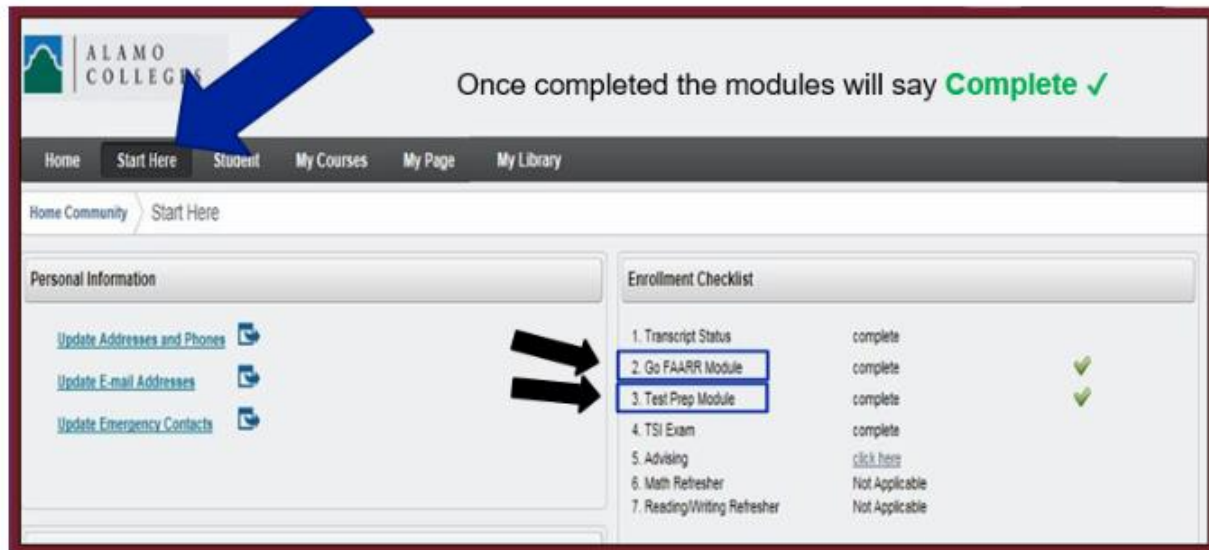 ALAMO
COLLEGES
Once completed the modules will say Complete ✓
Home Start Here Student My Courses My Page My Library
Home Community Start Here
Personal Information
Update Addresses and Phones
Update E-mail Addresses
Update Emergency Contacts
Enrollment Checklist
1. Transcript Status complete
2. Go FAARR Module complete
3. Test Prep Module complete
4. TSI Exam complete
5. Advising click here
6. Math Refresher Not Applicable
7. Reading/Writing Refresher Not Applicable